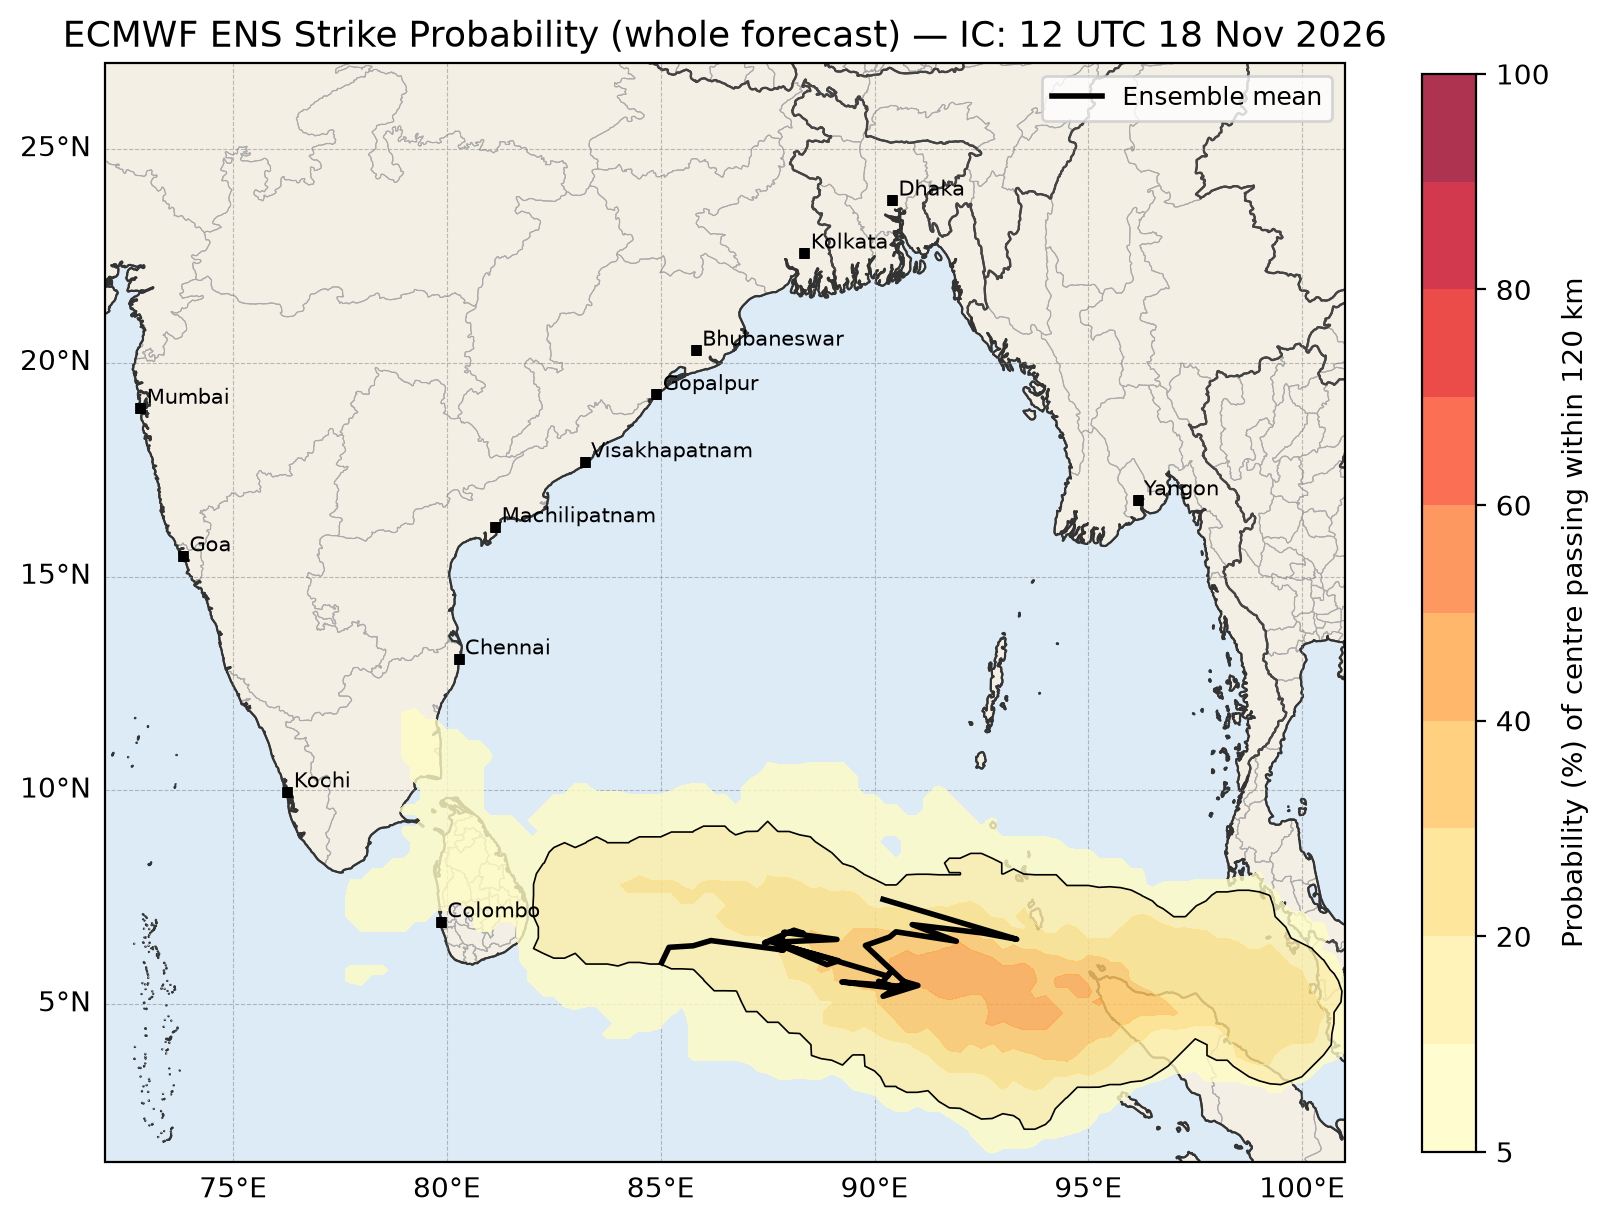 ECMWF ENS Strike Probability (whole forecast) — IC: 12 UTC 18 Nov 2026
Ensemble mean
25°N
20°N
15°N
10°N
5°N
75°E
80°E
85°E
90°E
95°E
100°E
Dhaka
Kolkata
Bhubaneswar
Gopalpur
Mumbai
Visakhapatnam
Yangon
Machilipatnam
Goa
Chennai
Kochi
Colombo
100
80
60
40
20
5
Probability (%) of centre passing within 120 km